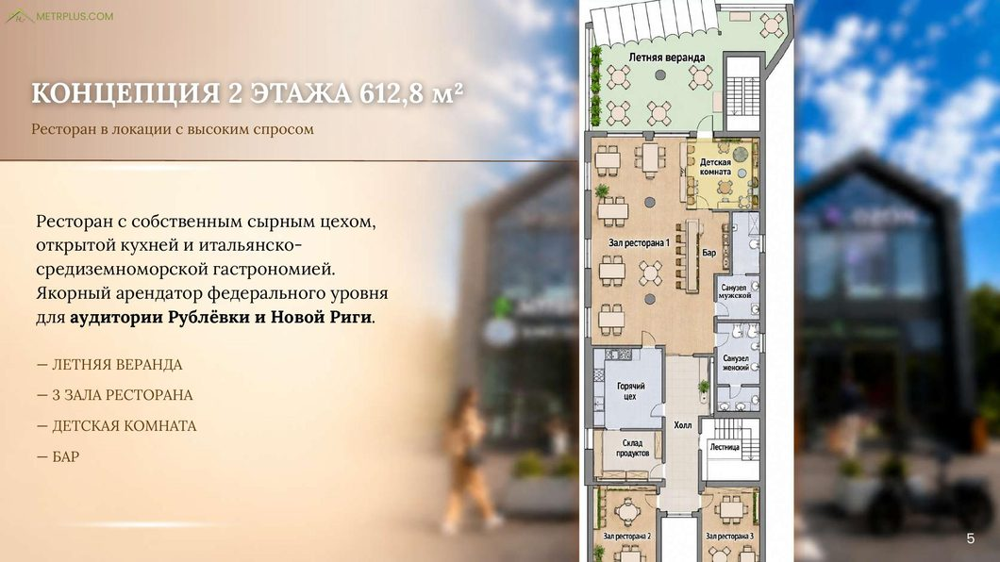 METRPLUS.COM
КОНЦЕПЦИЯ 2 ЭТАЖА 612,8 м²
Ресторан в локации с высоким спросом
Ресторан с собственным сырным цехом,
открытой кухней и итальянско-
средиземноморской гастрономией.
Якорный арендатор федерального уровня
для аудитории Рублёвки и Новой Риги.
— ЛЕТНЯЯ ВЕРАНДА
— 3 ЗАЛА РЕСТОРАНА
— ДЕТСКАЯ КОМНАТА
— БАР
Летняя веранда
Детская
комната
Зал ресторана 1
Бар
Санузел
мужской
Санузел
женский
Горячий
цех
Холл
Склад
продуктов
Лестница
Зал ресторана 2
Зал ресторана 3
5